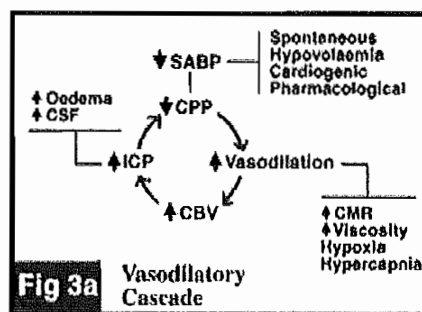 Spontaneous
Hypovolaemia
Cardiogenic
Pharmacological
↓ SABP
↓ CPP
↑ Oedema
↑ CSF
↑ ICP
↑ Vasodilation
↑ CBV
↑ CMR
↑ Viscosity
Hypoxia
Hypercapnia
Fig 3a
Vasodilatory
Cascade